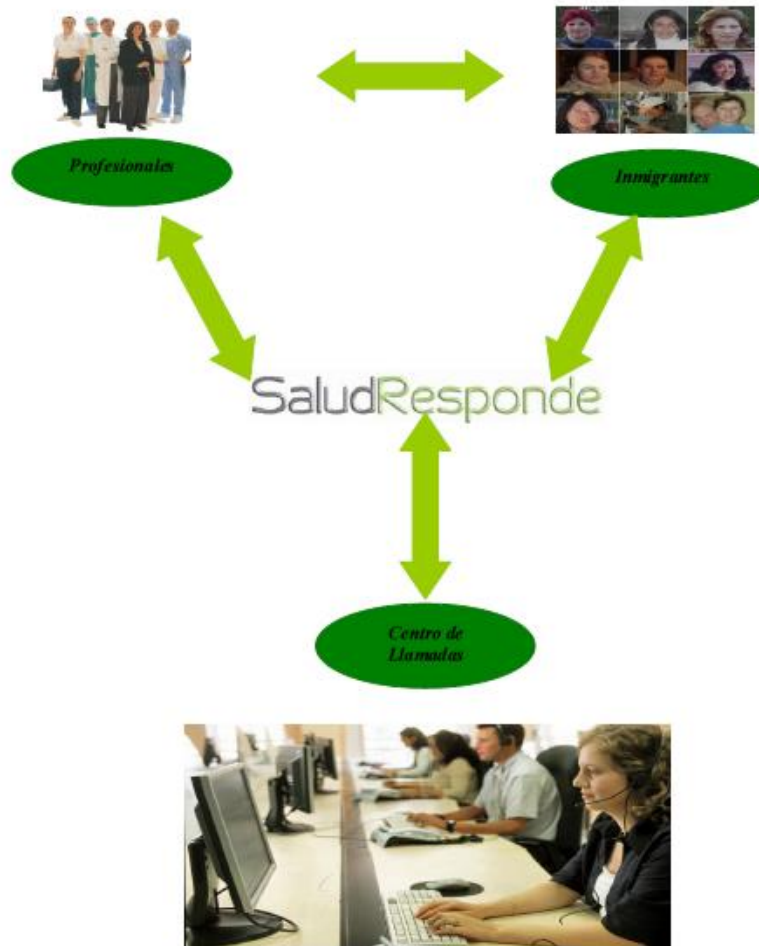 Profesionales
Inmigrantes
SaludResponde
Centro de
Llamadas